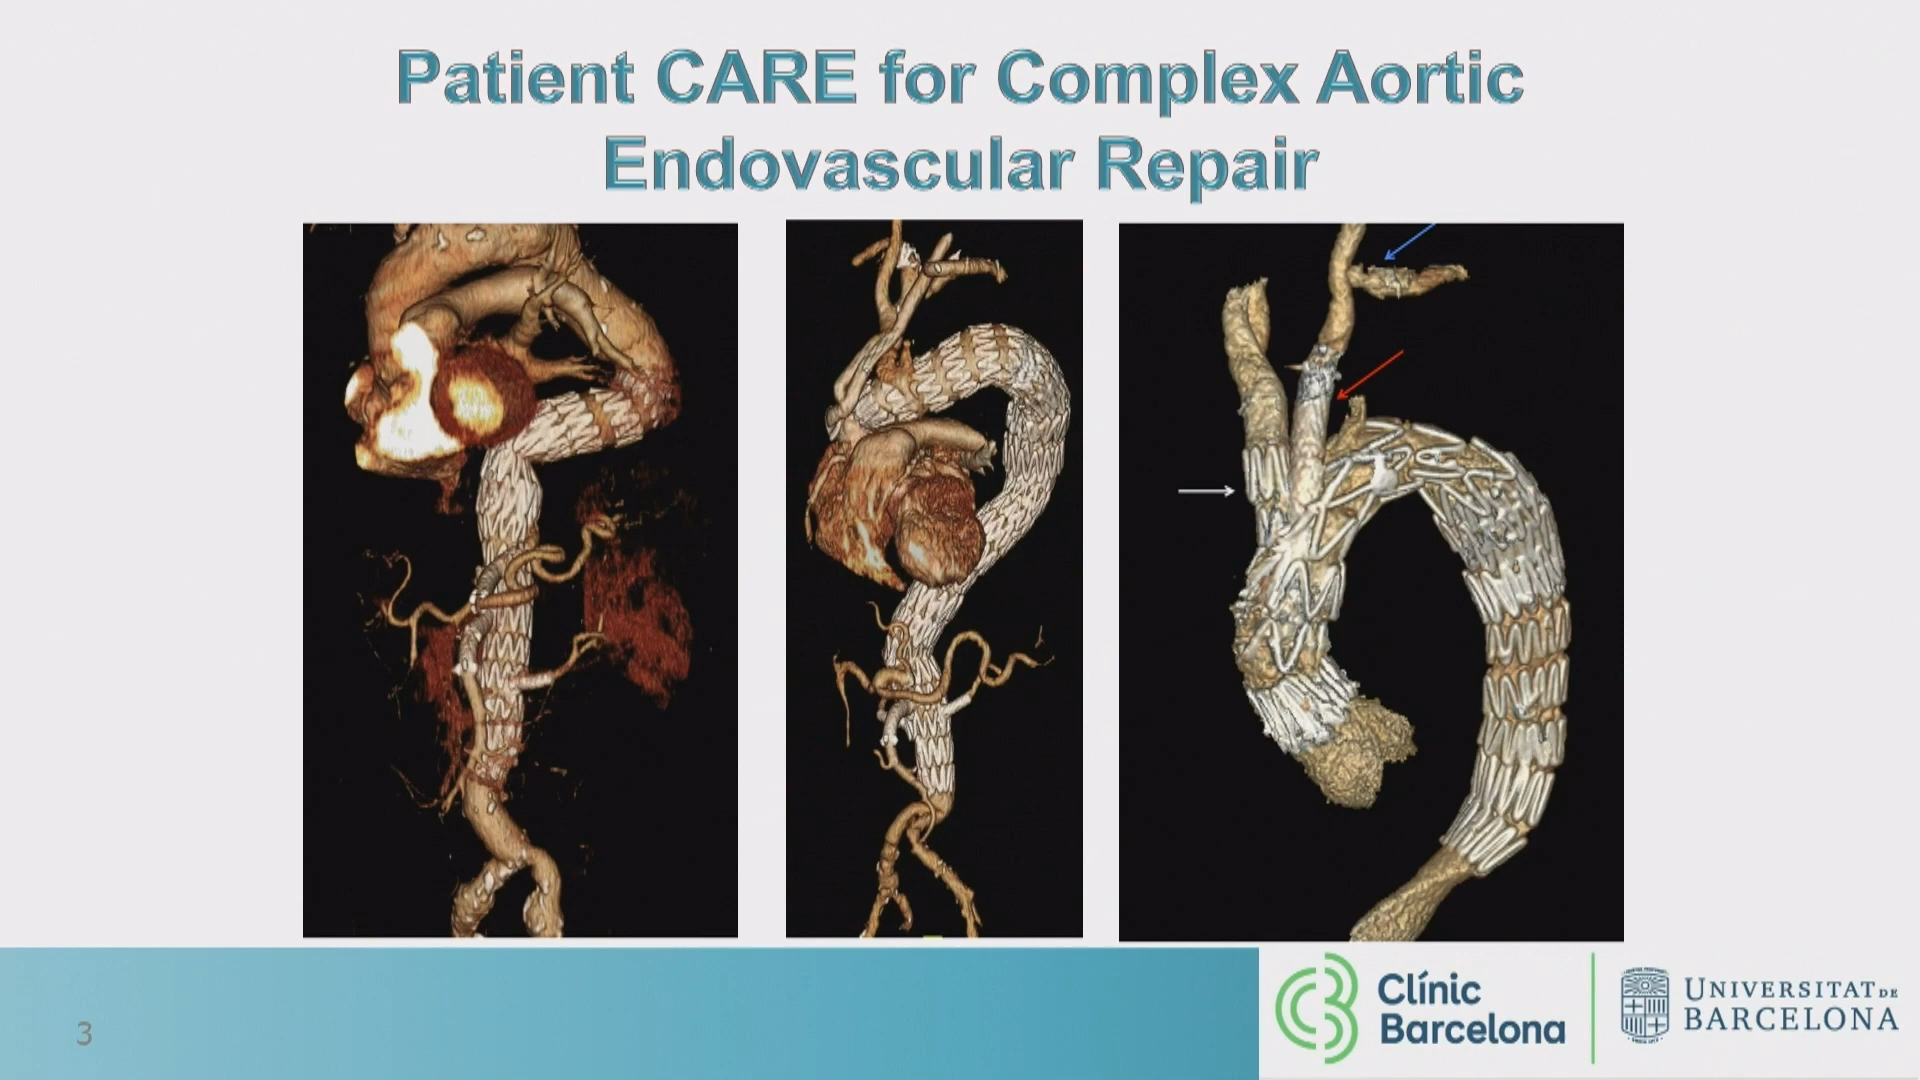 Patient CARE for Complex Aortic
Endovascular Repair
3
Clínic
Barcelona
UNIVERSITAT DE
BARCELONA